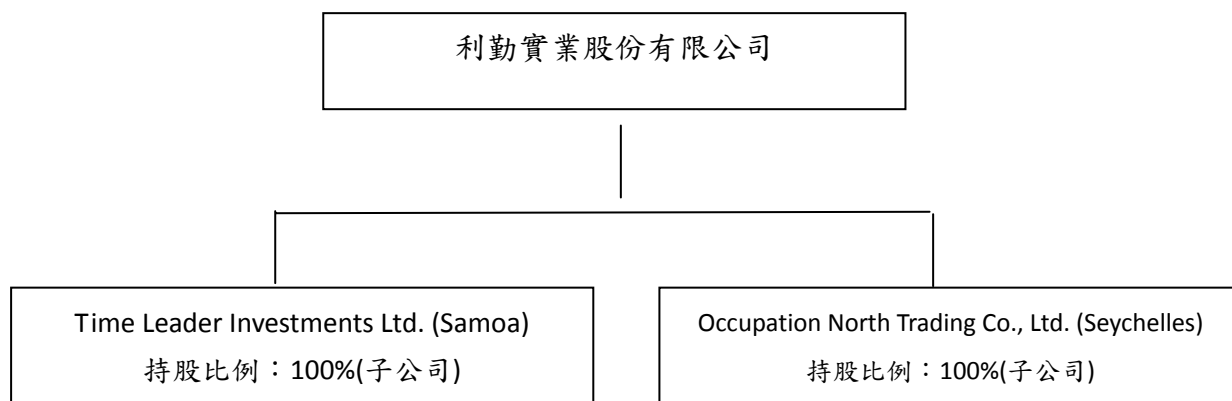 利勤實業股份有限公司
Time Leader Investments Ltd. (Samoa)
持股比例：100%(子公司)
Occupation North Trading Co., Ltd. (Seychelles)
持股比例：100%(子公司)